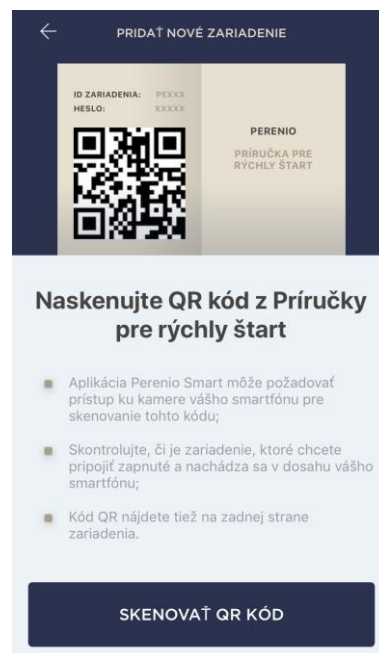 PRIDAŤ NOVÉ ZARIADENIE
ID ZARIADENIA: PEXXX
HESLO: XXXXX
PERENIO
PRÍRUČKA PRE
RÝCHLY ŠTART
Naskenujte QR kód z Príručky
pre rýchly štart
Aplikácia Perenio Smart môže požadovať
prístup ku kamere vášho smartfónu pre
skenovanie tohto kódu;
Skontrolujte, či je zariadenie, ktoré chcete
pripojiť zapnuté a nachádza sa v dosahu vášho
smartfónu;
Kód QR nájdete tiež na zadnej strane
zariadenia.
SKENOVAŤ QR KÓD